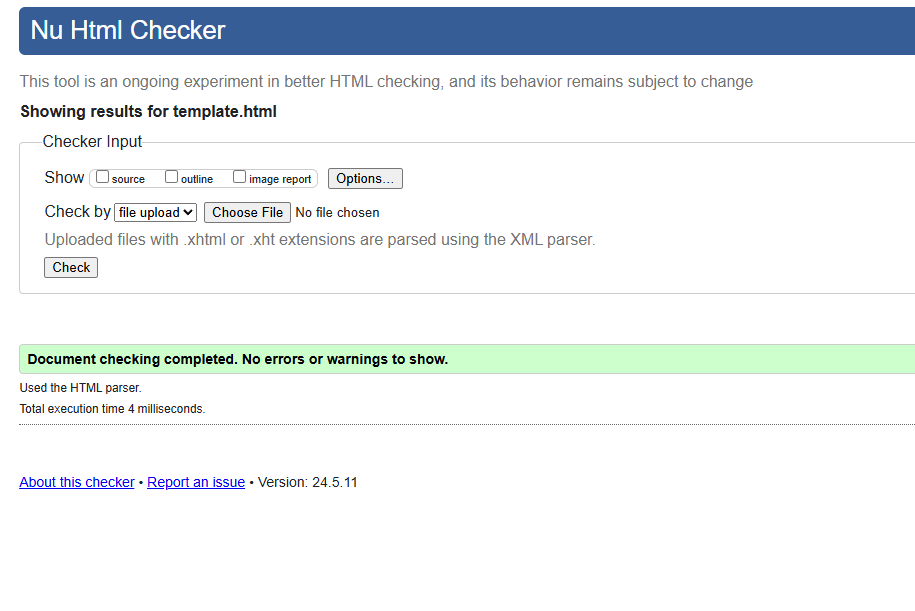 Nu Html Checker
This tool is an ongoing experiment in better HTML checking, and its behavior remains subject to change
Showing results for template.html
Checker Input
Show source outline image report Options...
Check by file upload Choose File No file chosen
Uploaded files with .xhtml or .xht extensions are parsed using the XML parser.
Check
Document checking completed. No errors or warnings to show.
Used the HTML parser.
Total execution time 4 milliseconds.
About this checker • Report an issue • Version: 24.5.11